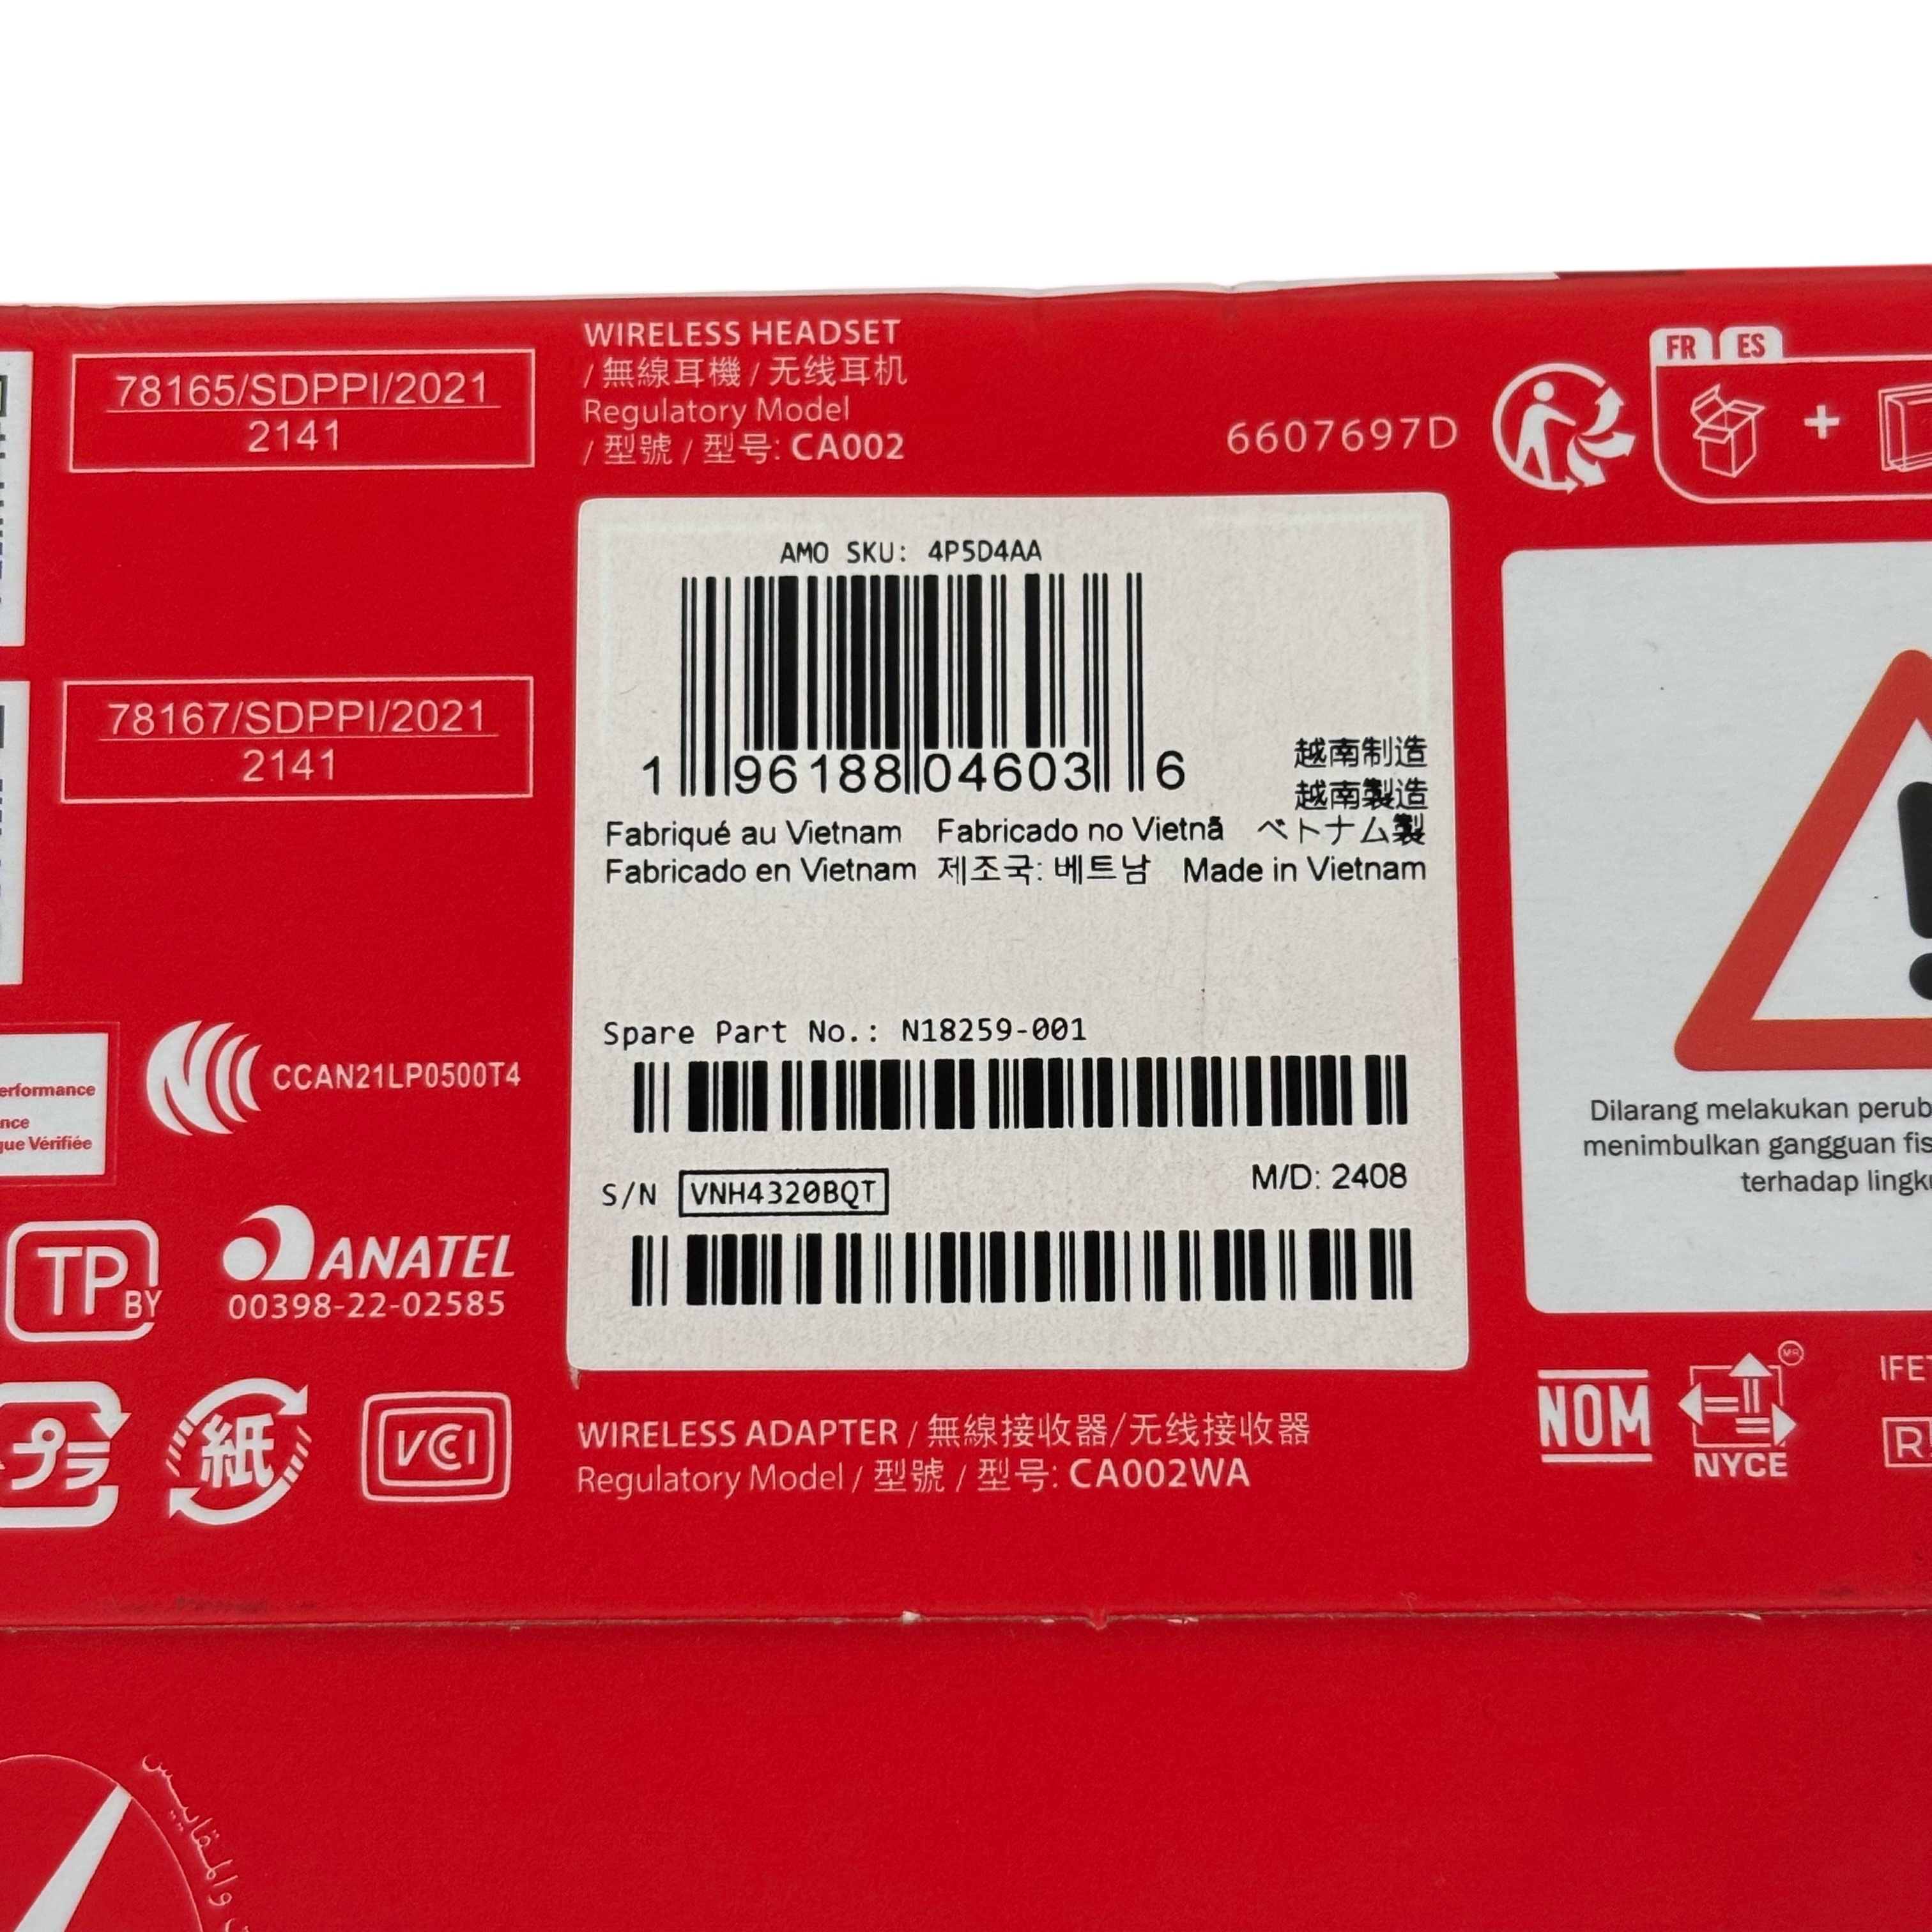 WIRELESS HEADSET
/ 無線耳機 / 无线耳机
Regulatory Model
/ 型號 / 型号: CA002
78165/SDPPI/2021
2141
6607697D
FR ES
AMO SKU: 4P5D4AA
1 96188 04603 6
78167/SDPPI/2021
2141
越南制造
越南製造
Fabriqué au Vietnam Fabricado no Vietnã ベトナム製
Fabricado en Vietnam 제조국: 베트남 Made in Vietnam
Spare Part No.: N18259-001
CCAN21LP0500T4
erformance
nce
que Vérifiée
S/N VNH4320BQT M/D: 2408
Dilarang melakukan perub
menimbulkan gangguan fis
terhadap lingku
TP BY
ANATEL
00398-22-02585
プラ
紙
VCCI
WIRELESS ADAPTER / 無線接收器/无线接收器
Regulatory Model / 型號 / 型号: CA002WA
NOM
MR
NYCE
IFET
R